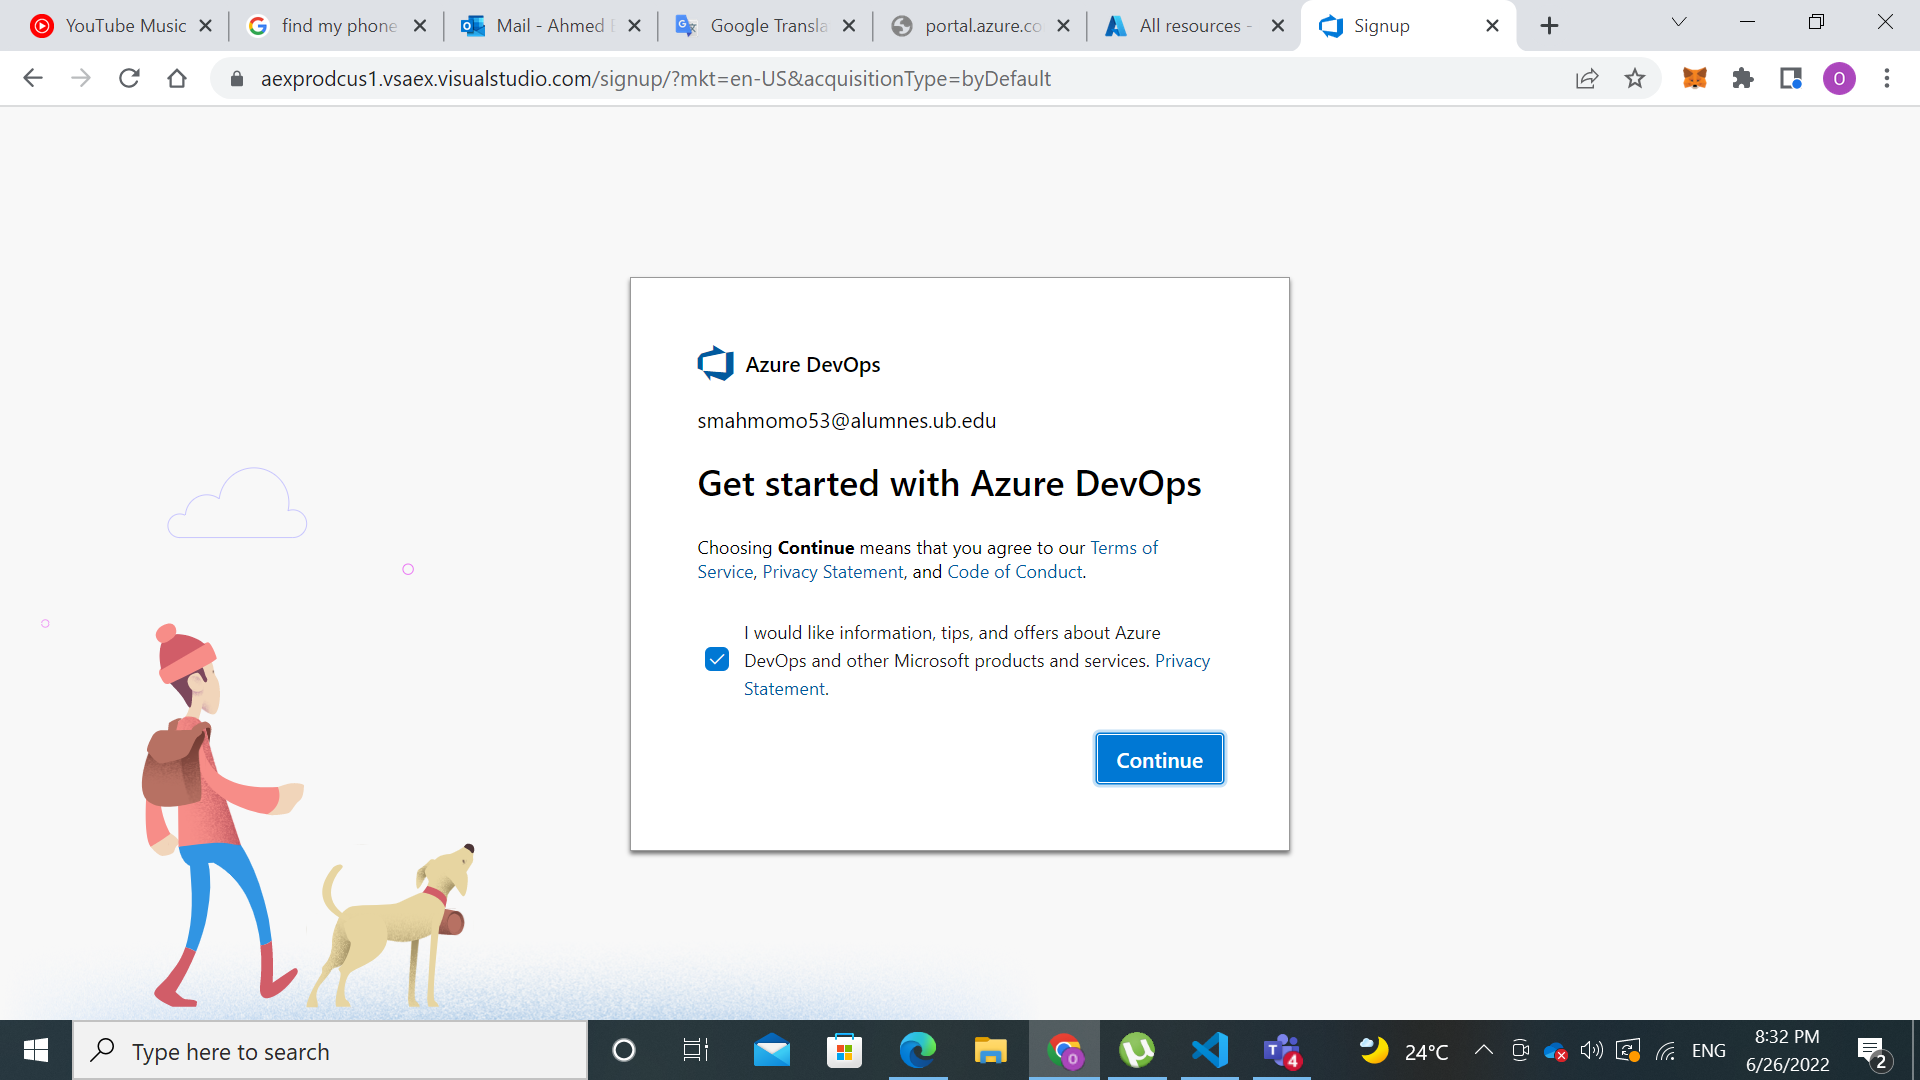 YouTube Music
find my phone
Mail - Ahmed
Google Transla
portal.azure.co
All resources -
Signup
aexprodcus1.vsaex.visualstudio.com/signup/?mkt=en-US&acquisitionType=byDefault
O
Azure DevOps
smahmomo53@alumnes.ub.edu
Get started with Azure DevOps
Choosing Continue means that you agree to our Terms of
Service, Privacy Statement, and Code of Conduct.
I would like information, tips, and offers about Azure
DevOps and other Microsoft products and services. Privacy
Statement.
Continue
Type here to search
O
4
24°C
ENG
8:32 PM
6/26/2022
2